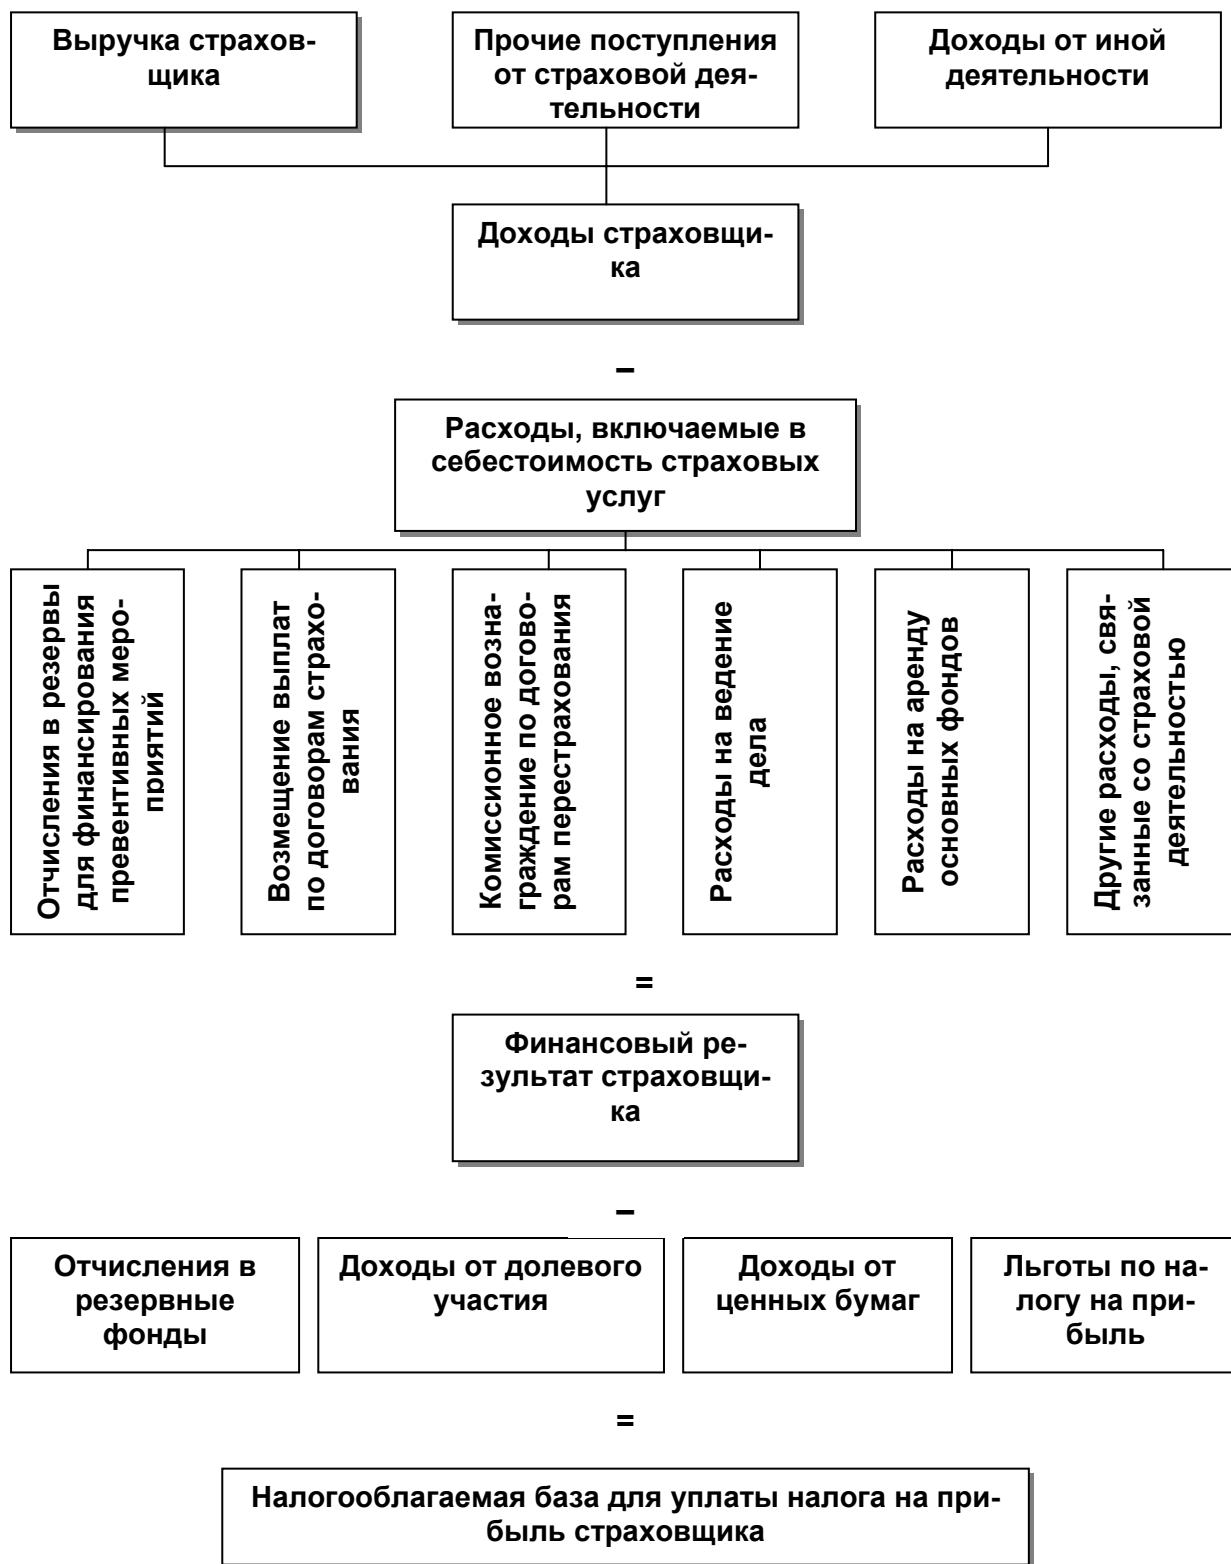 Выручка страхов-
щика
Прочие поступления
от страховой дея-
тельности
Доходы от иной
деятельности
Доходы страховщи-
ка
–
Расходы, включаемые в
себестоимость страховых
услуг
Отчисления в резервы
для финансирования
превентивных меро-
приятий
Возмещение выплат
по договорам страхо-
вания
Комиссионное возна-
граждение по догово-
рам перестрахования
Расходы на ведение
дела
Расходы на аренду
основных фондов
Другие расходы, свя-
занные со страховой
деятельностью
=
Финансовый ре-
зультат страховщи-
ка
–
Отчисления в
резервные
фонды
Доходы от долевого
участия
Доходы от
ценных бумаг
Льготы по на-
логу на при-
быль
=
Налогооблагаемая база для уплаты налога на при-
быль страховщика